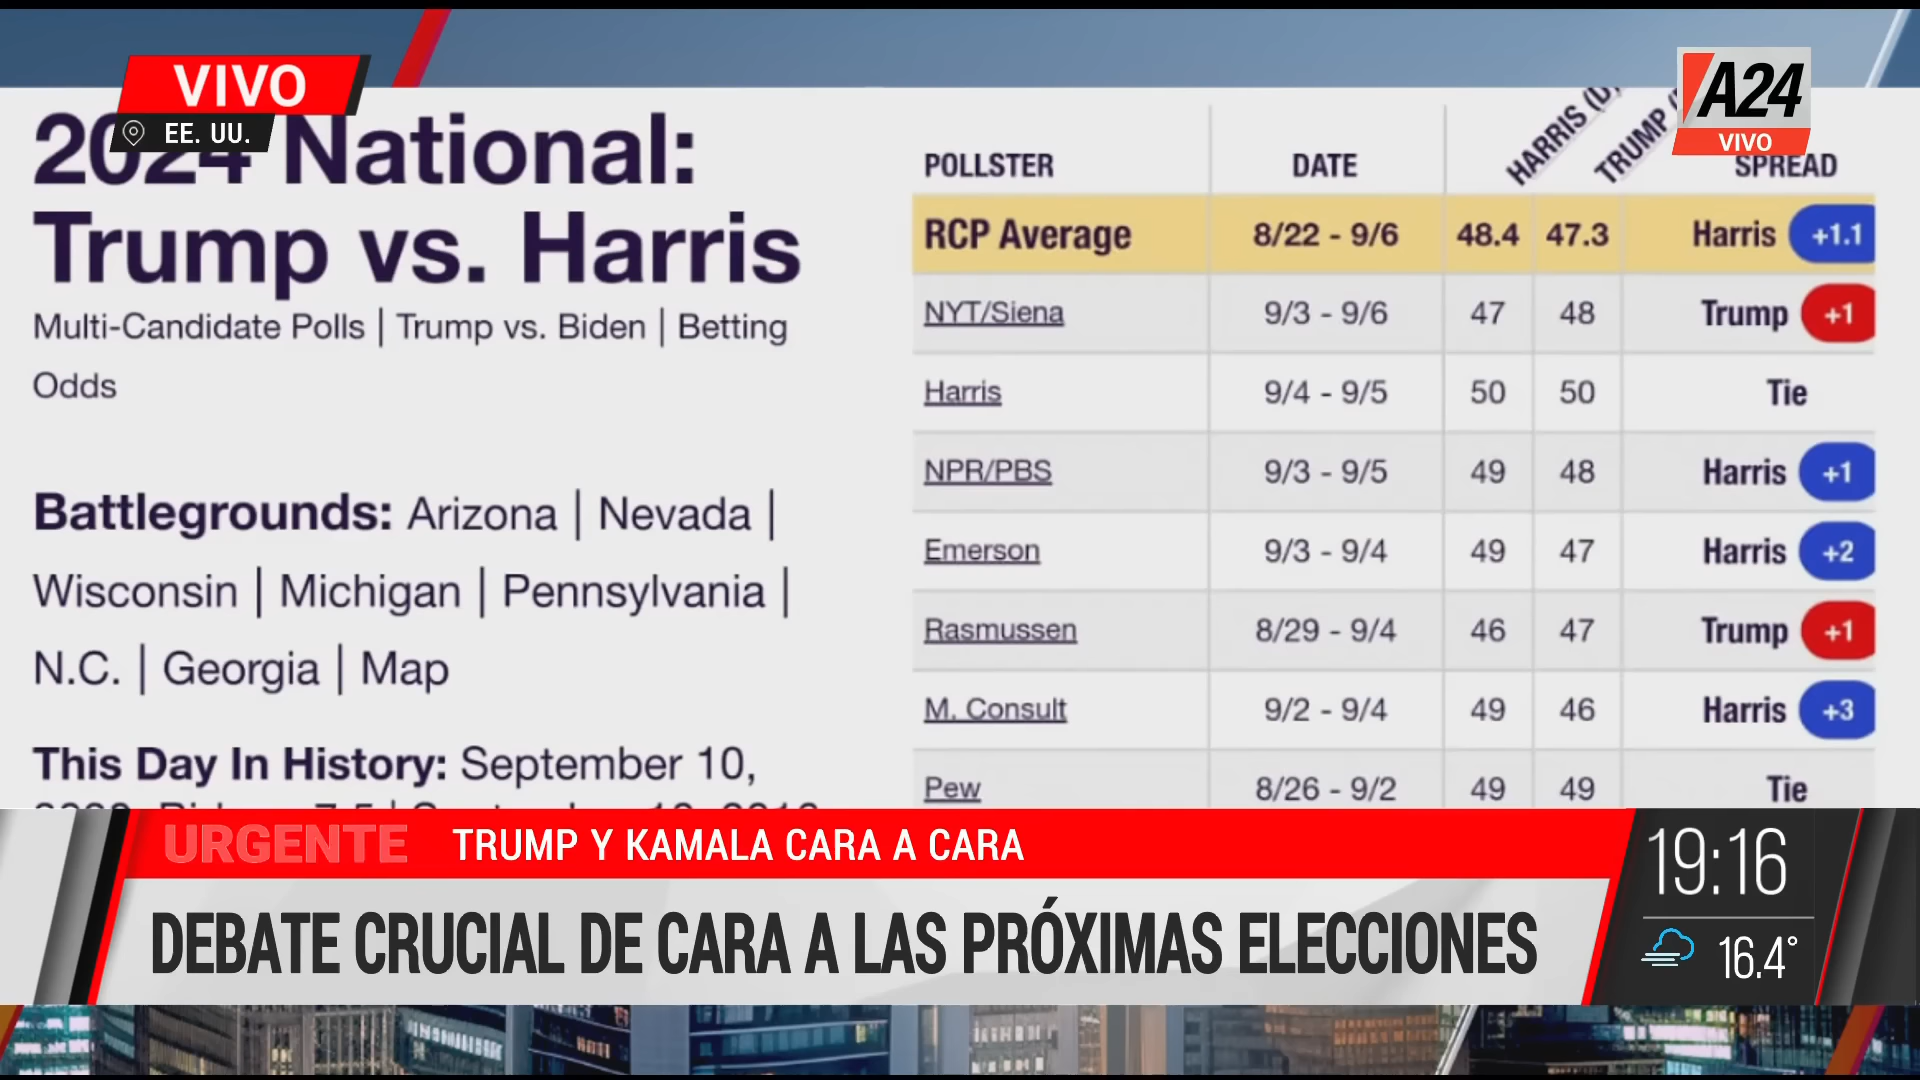 VIVO
EE. UU.
A24
VIVO
2024 National:
Trump vs. Harris
Multi-Candidate Polls | Trump vs. Biden | Betting
Odds
Battlegrounds: Arizona | Nevada |
Wisconsin | Michigan | Pennsylvania |
N.C. | Georgia | Map
This Day In History: September 10,
POLLSTER DATE HARRIS (D) TRUMP SPREAD
RCP Average 8/22 - 9/6 48.4 47.3 Harris +1.1
NYT/Siena 9/3 - 9/6 47 48 Trump +1
Harris 9/4 - 9/5 50 50 Tie
NPR/PBS 9/3 - 9/5 49 48 Harris +1
Emerson 9/3 - 9/4 49 47 Harris +2
Rasmussen 8/29 - 9/4 46 47 Trump +1
M. Consult 9/2 - 9/4 49 46 Harris +3
Pew 8/26 - 9/2 49 49 Tie
URGENTE TRUMP Y KAMALA CARA A CARA
DEBATE CRUCIAL DE CARA A LAS PRÓXIMAS ELECCIONES
19:16
16.4°